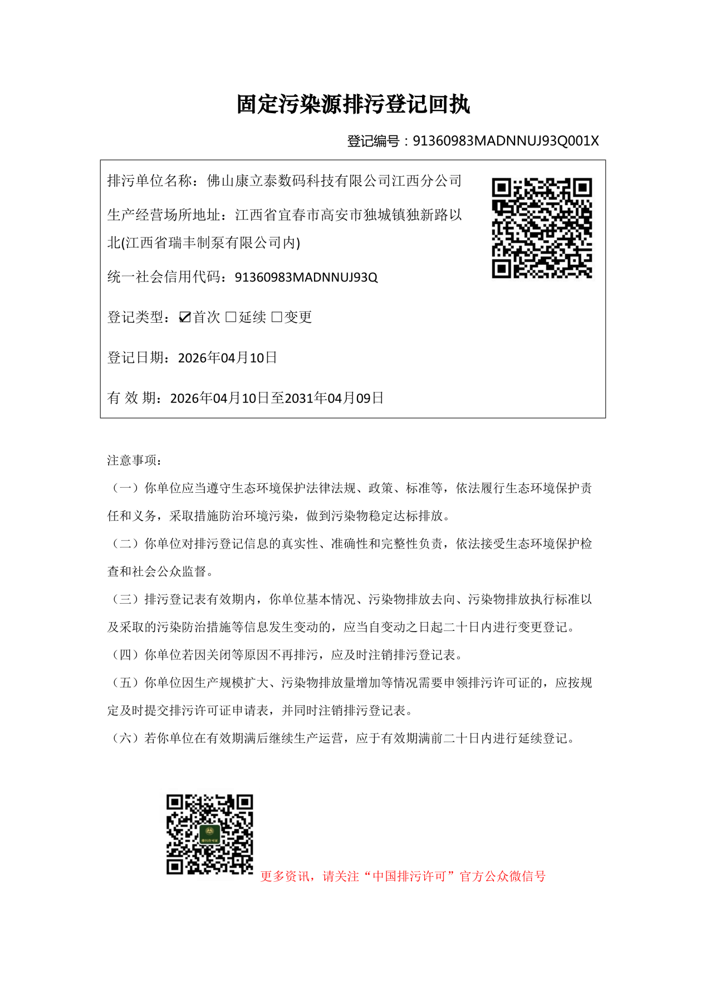 固定污染源排污登记回执
登记编号：91360983MADNNUJ93Q001X
排污单位名称：佛山康立泰数码科技有限公司江西分公司
生产经营场所地址：江西省宜春市高安市独城镇独新路以
北(江西省瑞丰制泵有限公司内)
统一社会信用代码：91360983MADNNUJ93Q
登记类型：☑首次 □延续 □变更
登记日期：2026年04月10日
有 效 期：2026年04月10日至2031年04月09日
注意事项：
（一）你单位应当遵守生态环境保护法律法规、政策、标准等，依法履行生态环境保护责
任和义务，采取措施防治环境污染，做到污染物稳定达标排放。
（二）你单位对排污登记信息的真实性、准确性和完整性负责，依法接受生态环境保护检
查和社会公众监督。
（三）排污登记表有效期内，你单位基本情况、污染物排放去向、污染物排放执行标准以
及采取的污染防治措施等信息发生变动的，应当自变动之日起二十日内进行变更登记。
（四）你单位若因关闭等原因不再排污，应及时注销排污登记表。
（五）你单位因生产规模扩大、污染物排放量增加等情况需要申领排污许可证的，应按规
定及时提交排污许可证申请表，并同时注销排污登记表。
（六）若你单位在有效期满后继续生产运营，应于有效期满前二十日内进行延续登记。
排污许可证
更多资讯，请关注“中国排污许可”官方公众微信号